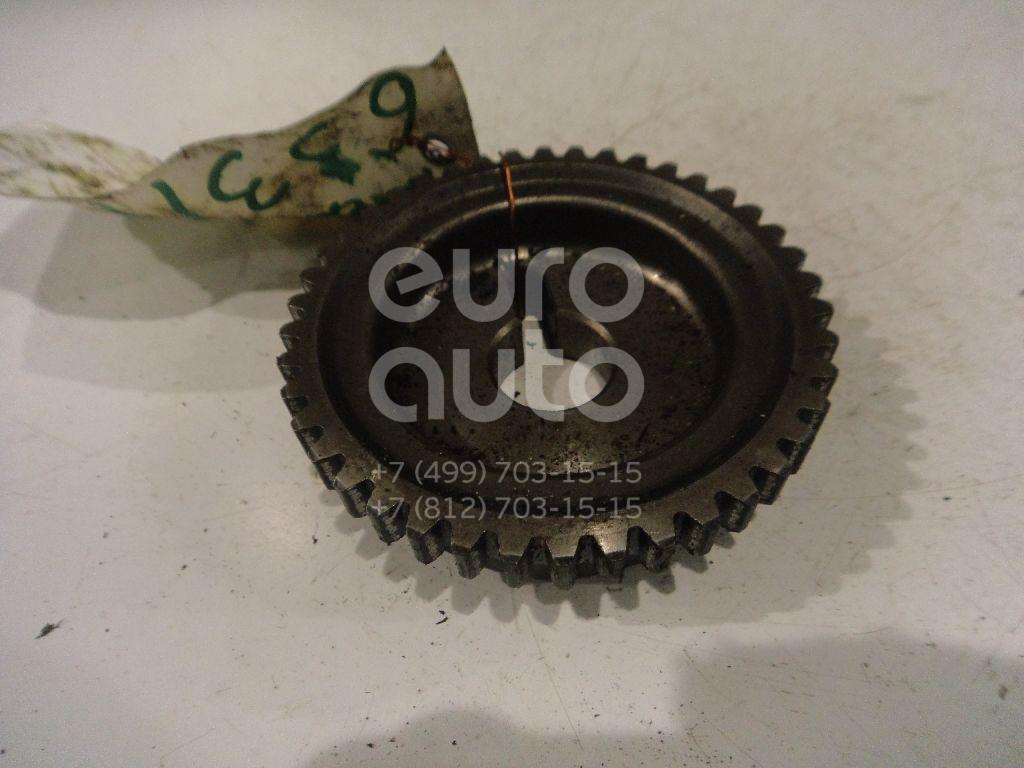 euro
auto
+7 (499) 703-15-15
+7 (812) 703-15-15